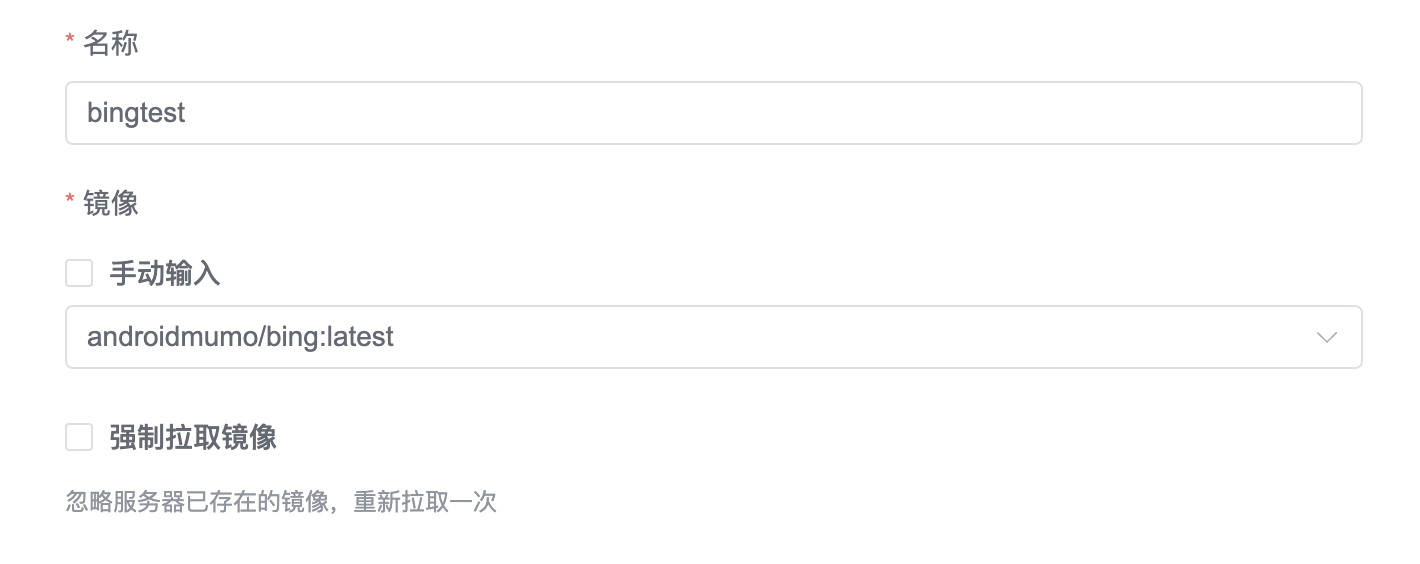 * 名称
bingtest
* 镜像
手动输入
androidmumo/bing:latest
强制拉取镜像
忽略服务器已存在的镜像，重新拉取一次